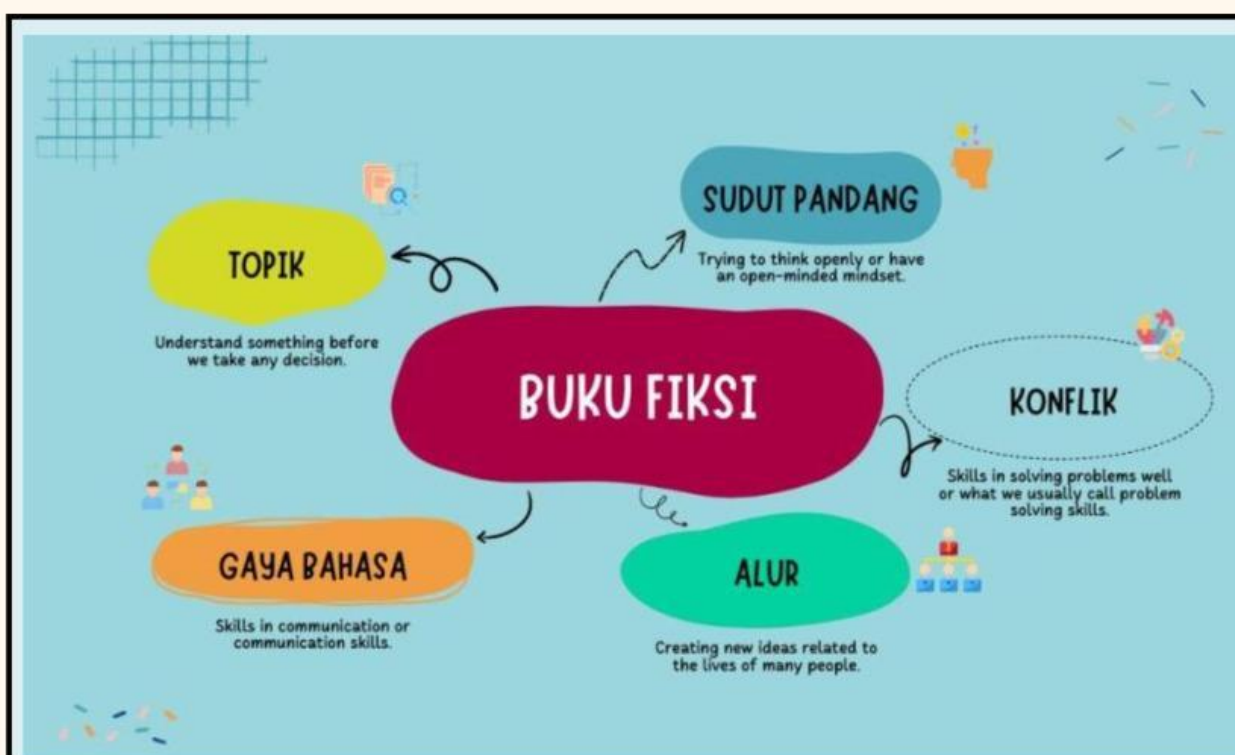 SUDUT PANDANG
Trying to think openly or have
an open-minded mindset.
TOPIK
Understand something before
we take any decision.
BUKU FIKSI
KONFLIK
Skills in solving problems well
or what we usually call problem
solving skills.
GAYA BAHASA
Skills in communication or
communication skills.
ALUR
Creating new ideas related to
the lives of many people.